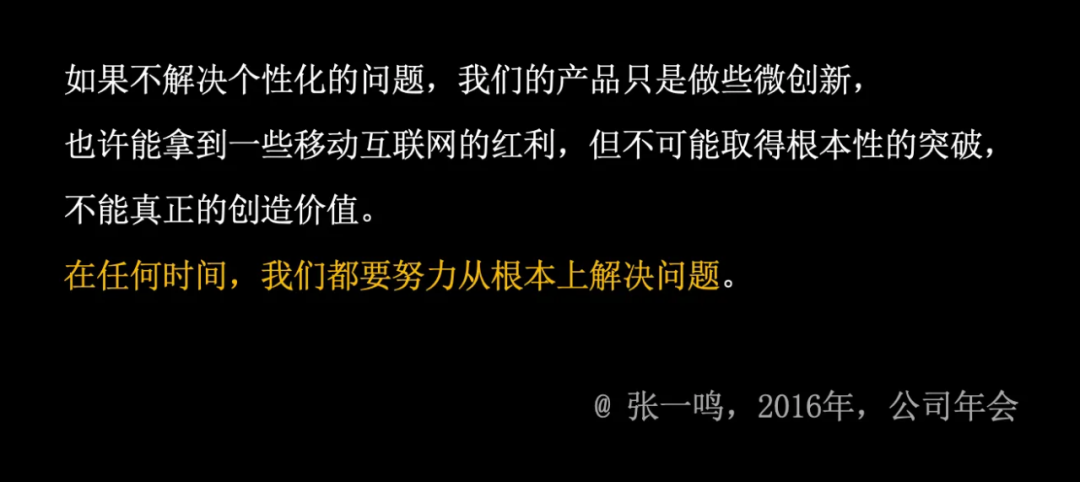 如果不解决个性化的问题，我们的产品只是做些微创新，
也许能拿到一些移动互联网的红利，但不可能取得根本性的突破，
不能真正的创造价值。
在任何时间，我们都要努力从根本上解决问题。
@ 张一鸣，2016年，公司年会